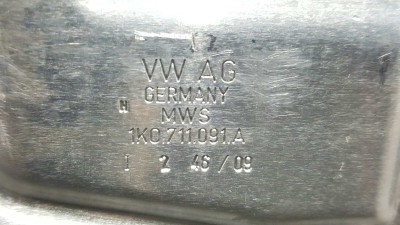 VW AG
GERMANY
H MWS
1K0.711.091.A
1 2 46/09